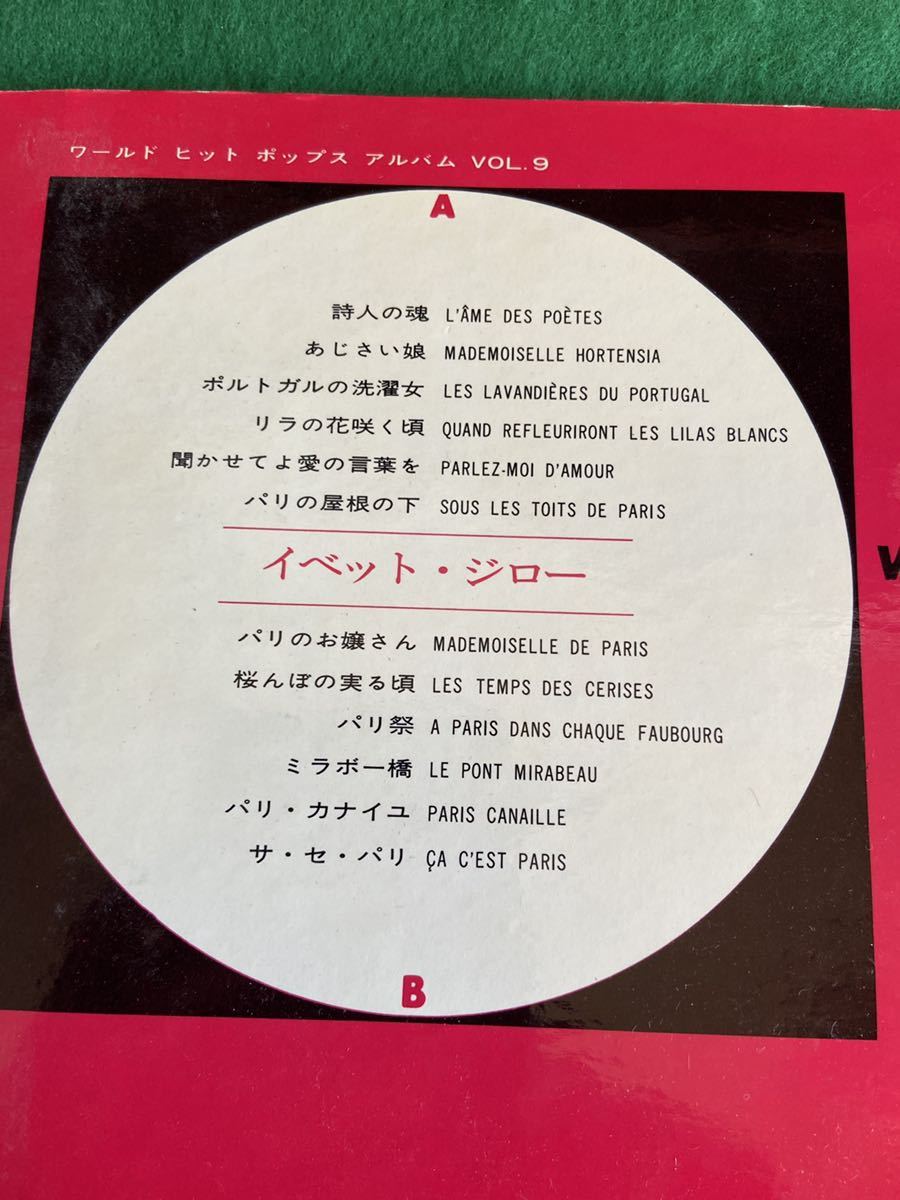 ワールド ヒット ポップス アルバム VOL.9
A
詩人の魂 L'ÂME DES POÈTES
あじさい娘 MADEMOISELLE HORTENSIA
ポルトガルの洗濯女 LES LAVANDIÈRES DU PORTUGAL
リラの花咲く頃 QUAND REFLEURIRONT LES LILAS BLANCS
聞かせてよ愛の言葉を PARLEZ-MOI D'AMOUR
パリの屋根の下 SOUS LES TOITS DE PARIS
イベット・ジロー
パリのお嬢さん MADEMOISELLE DE PARIS
桜んぼの実る頃 LES TEMPS DES CERISES
パリ祭 A PARIS DANS CHAQUE FAUBOURG
ミラボー橋 LE PONT MIRABEAU
パリ・カナイユ PARIS CANAILLE
サ・セ・パリ ÇA C'EST PARIS
B